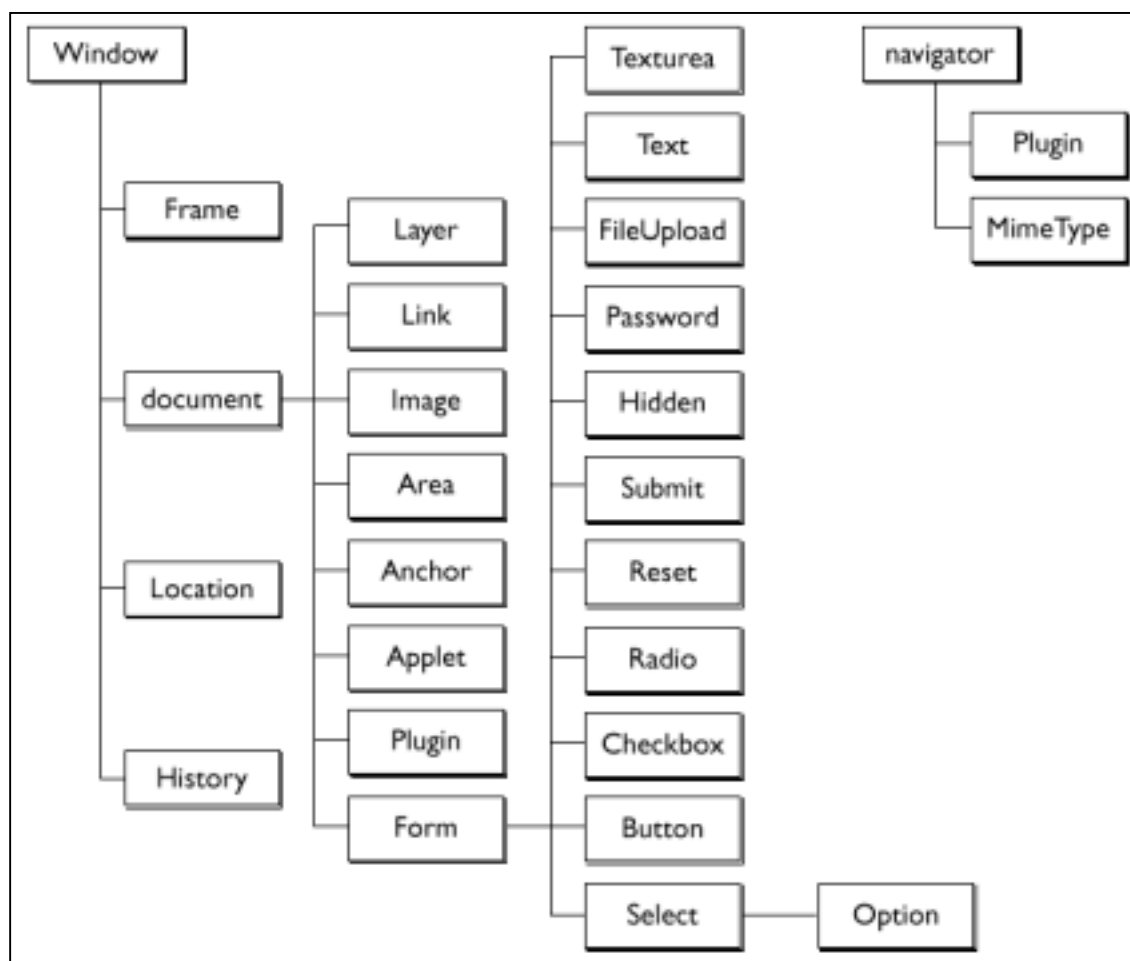 Window
Frame
document
Location
History
Layer
Link
Image
Area
Anchor
Applet
Plugin
Form
Texturea
Text
FileUpload
Password
Hidden
Submit
Reset
Radio
Checkbox
Button
Select
Option
navigator
Plugin
MimeType